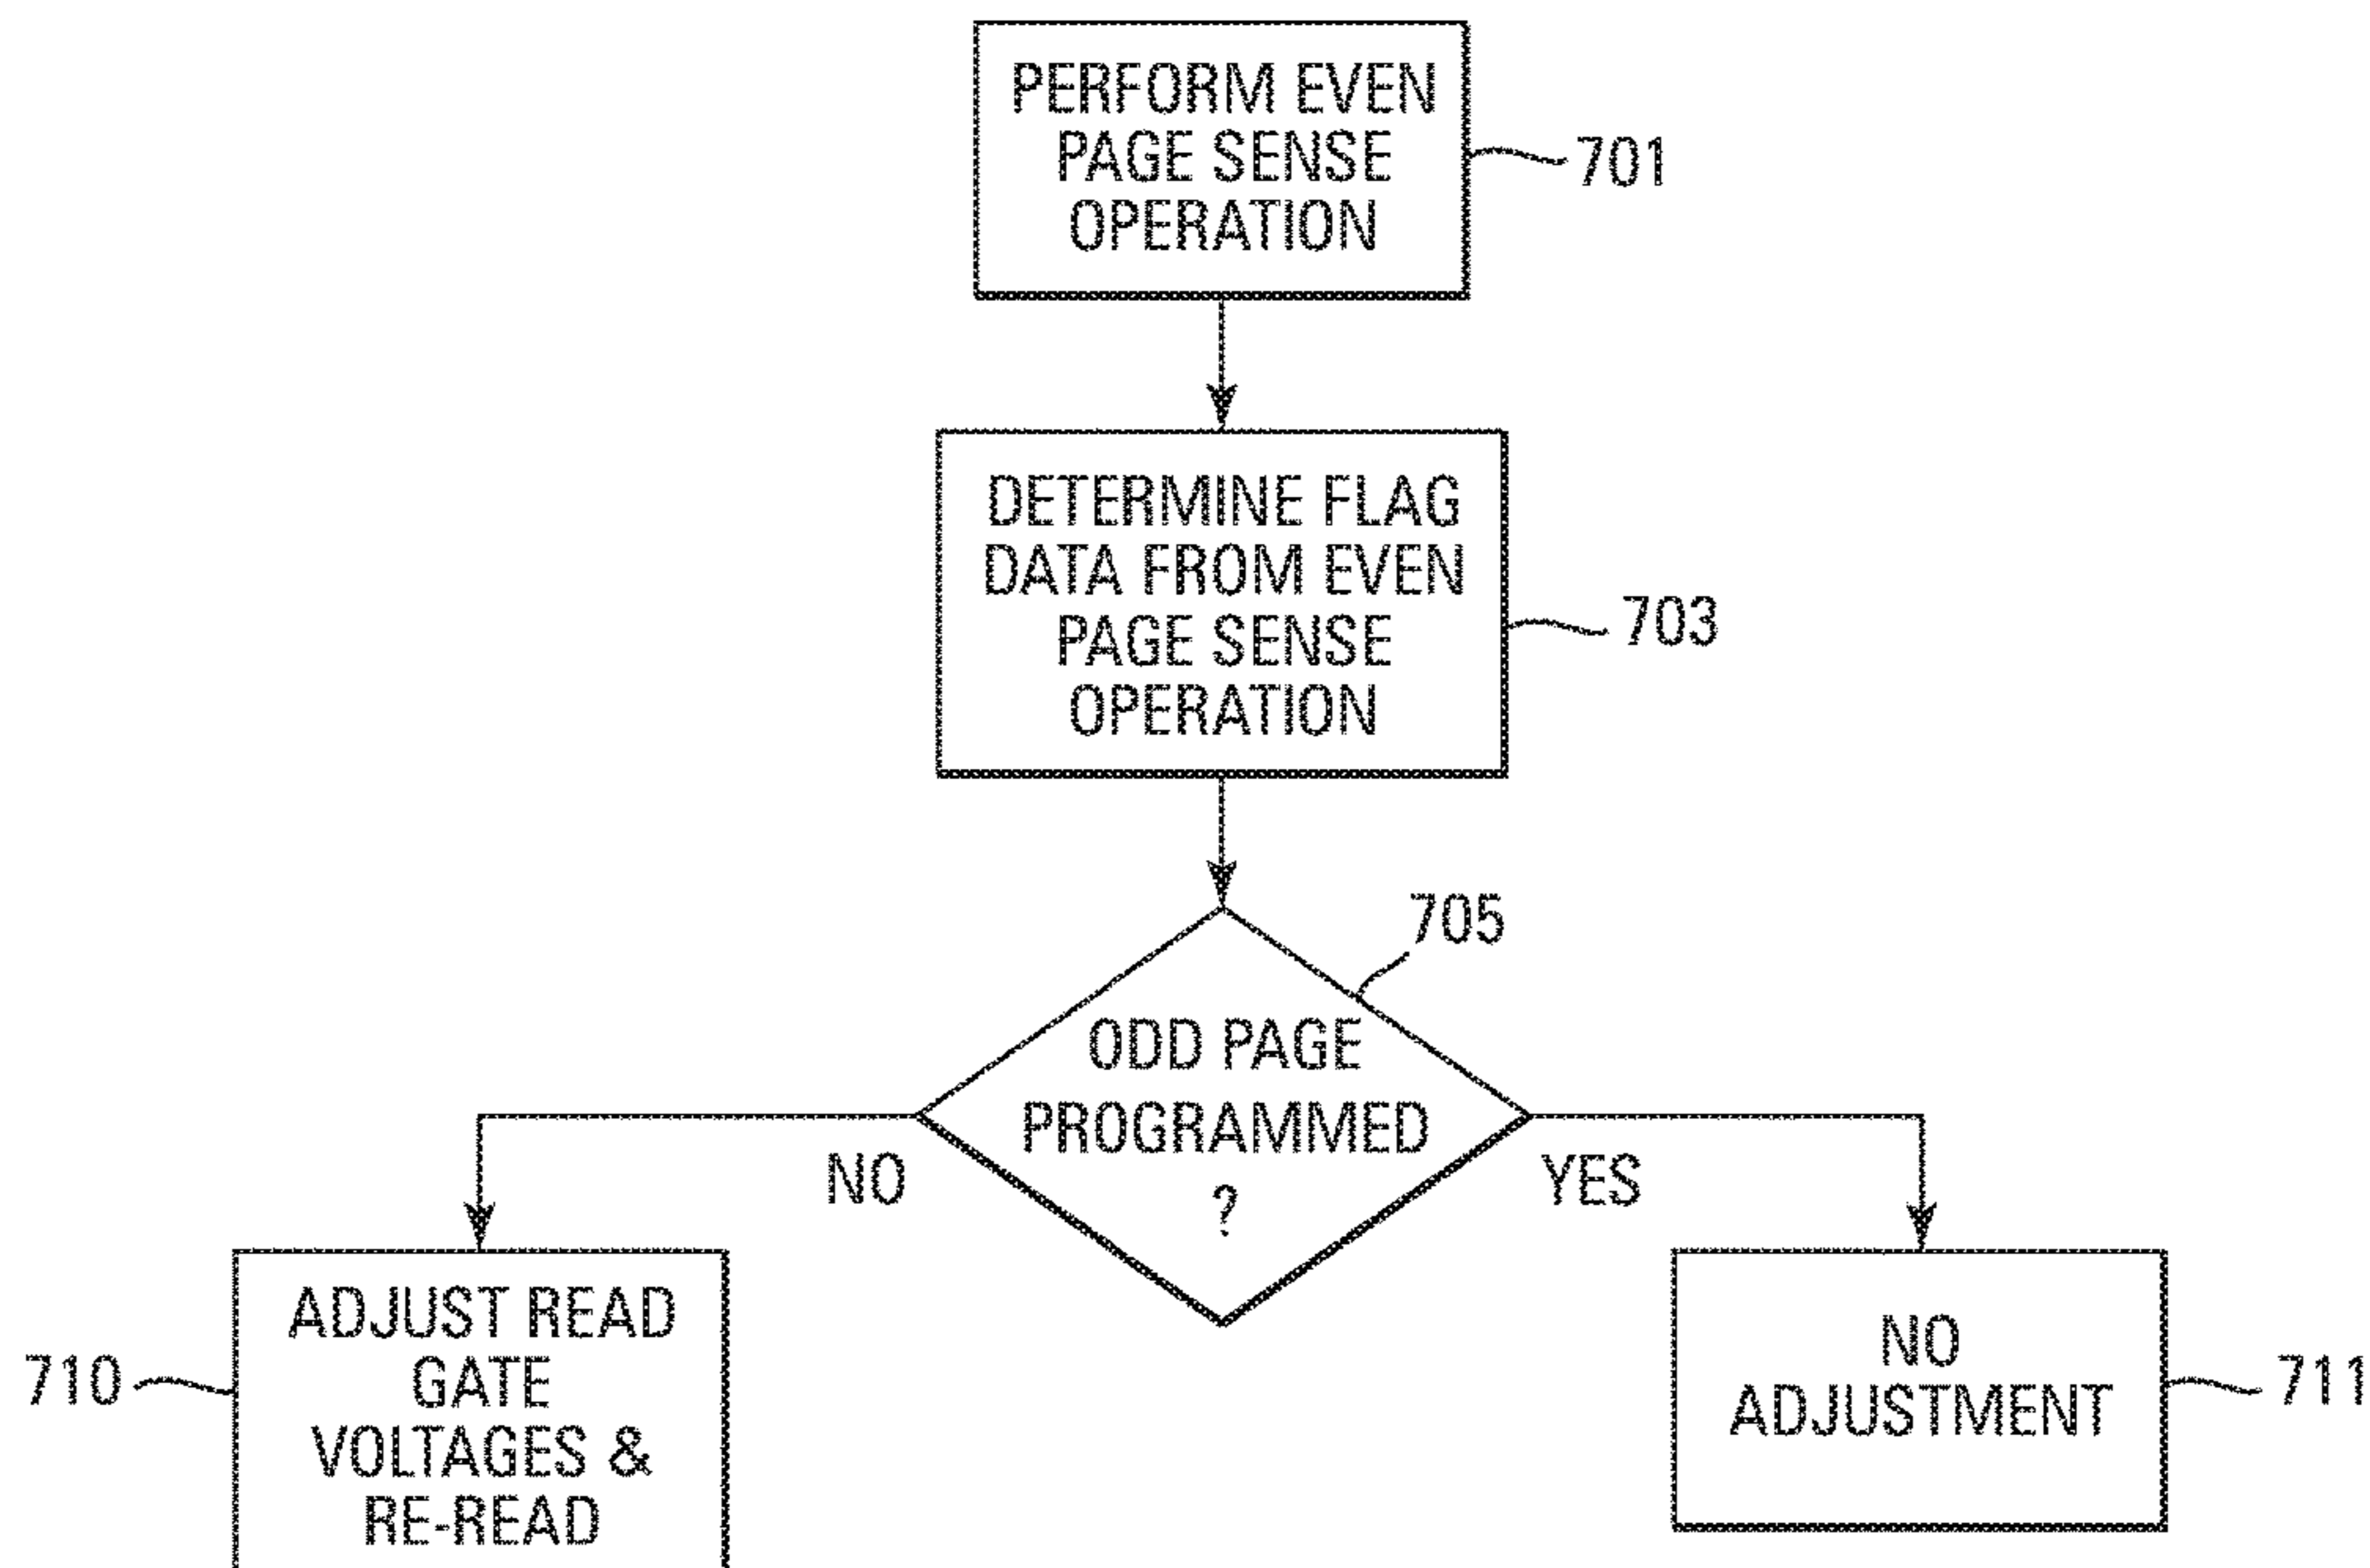 PERFORM EVEN
PAGE SENSE
OPERATION
701
DETERMINE FLAG
DATA FROM EVEN
PAGE SENSE
OPERATION
703
705
ODD PAGE
PROGRAMMED
?
NO
YES
ADJUST READ
GATE
VOLTAGES &
RE-READ
710
NO
ADJUSTMENT
711